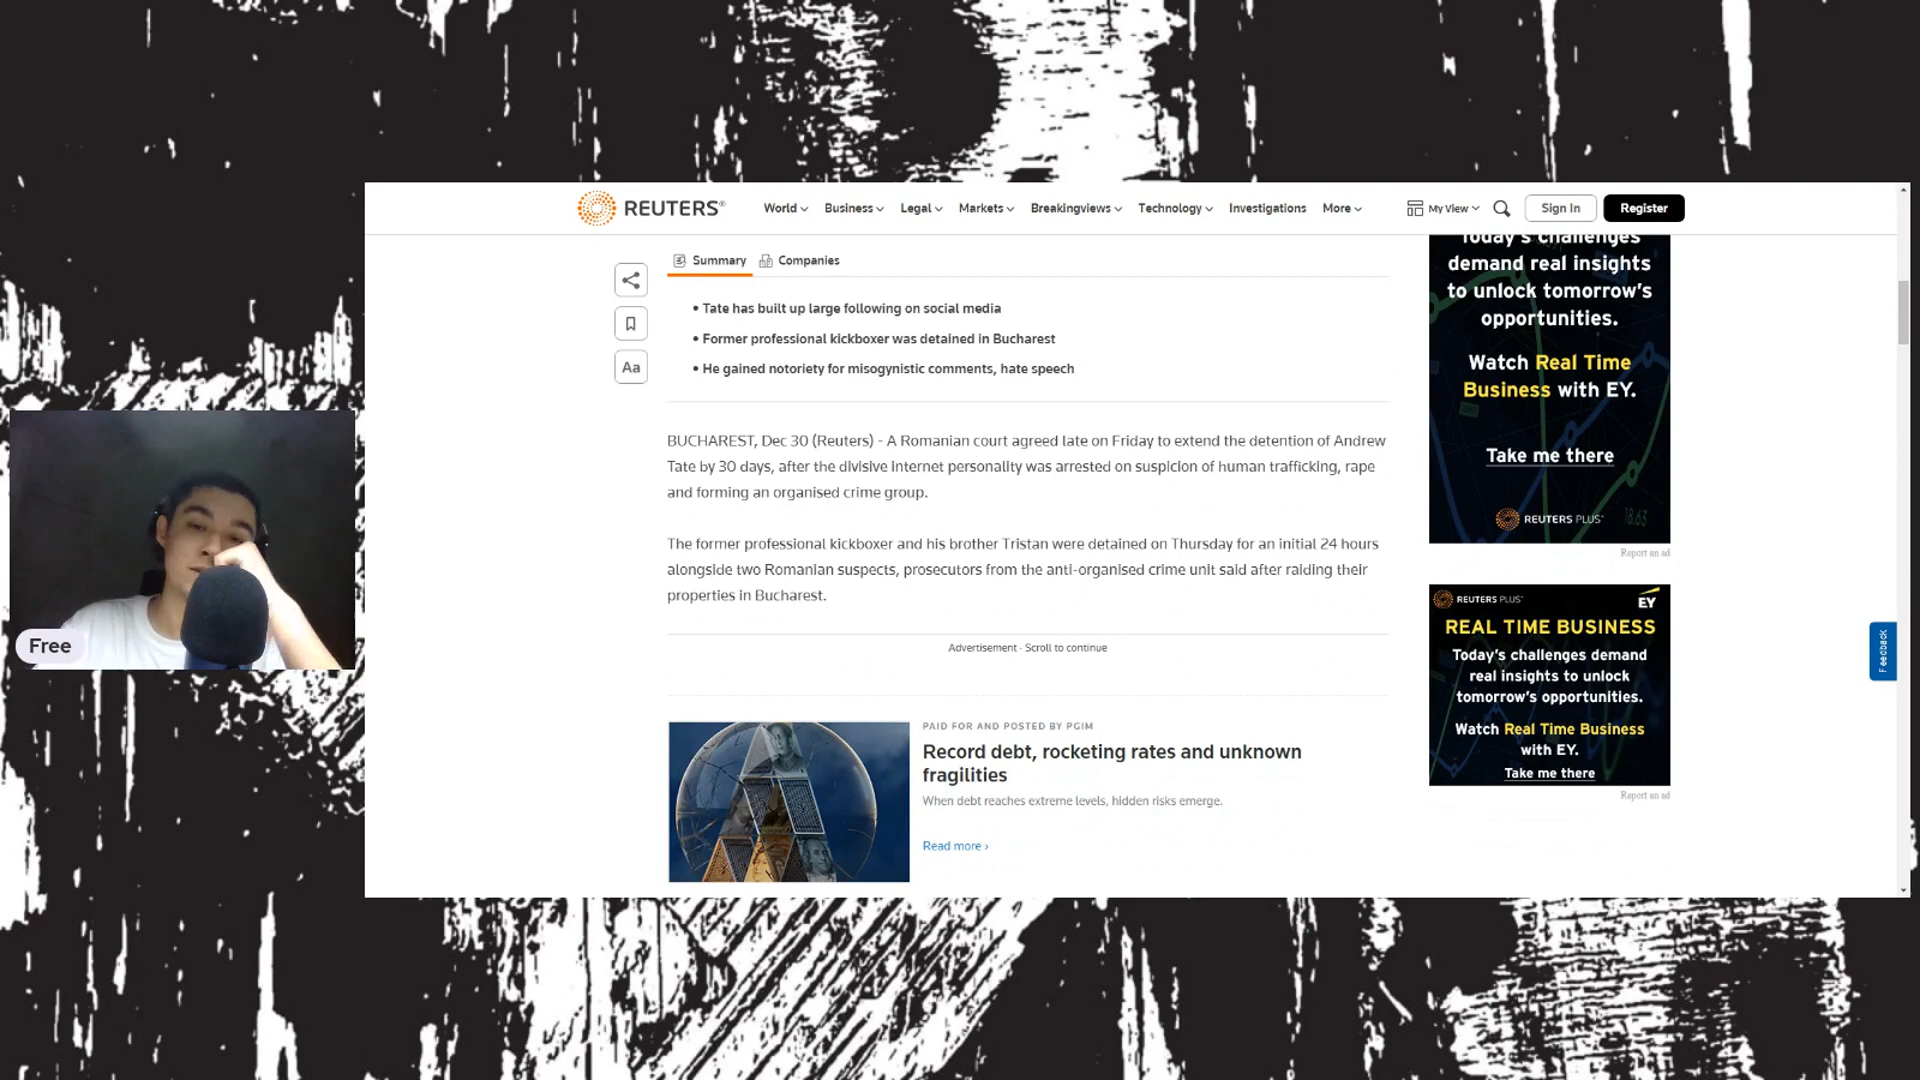 REUTERS®
World
Business
Legal
Markets
Breakingviews
Technology
Investigations
More
My View
Sign In
Register
Summary
Companies
Aa
• Tate has built up large following on social media
• Former professional kickboxer was detained in Bucharest
• He gained notoriety for misogynistic comments, hate speech
BUCHAREST, Dec 30 (Reuters) - A Romanian court agreed late on Friday to extend the detention of Andrew
Tate by 30 days, after the divisive internet personality was arrested on suspicion of human trafficking, rape
and forming an organised crime group.
The former professional kickboxer and his brother Tristan were detained on Thursday for an initial 24 hours
alongside two Romanian suspects, prosecutors from the anti-organised crime unit said after raiding their
properties in Bucharest.
Advertisement · Scroll to continue
PAID FOR AND POSTED BY PGIM
Record debt, rocketing rates and unknown
fragilities
When debt reaches extreme levels, hidden risks emerge.
Read more ›
Today's challenges
demand real insights
to unlock tomorrow's
opportunities.
Watch Real Time
Business with EY.
Take me there
REUTERS PLUS™
18.63
Report an ad
REUTERS PLUS™
EY
REAL TIME BUSINESS
Today's challenges demand
real insights to unlock
tomorrow's opportunities.
Watch Real Time Business
with EY.
Take me there
Report an ad
Feedback
Free